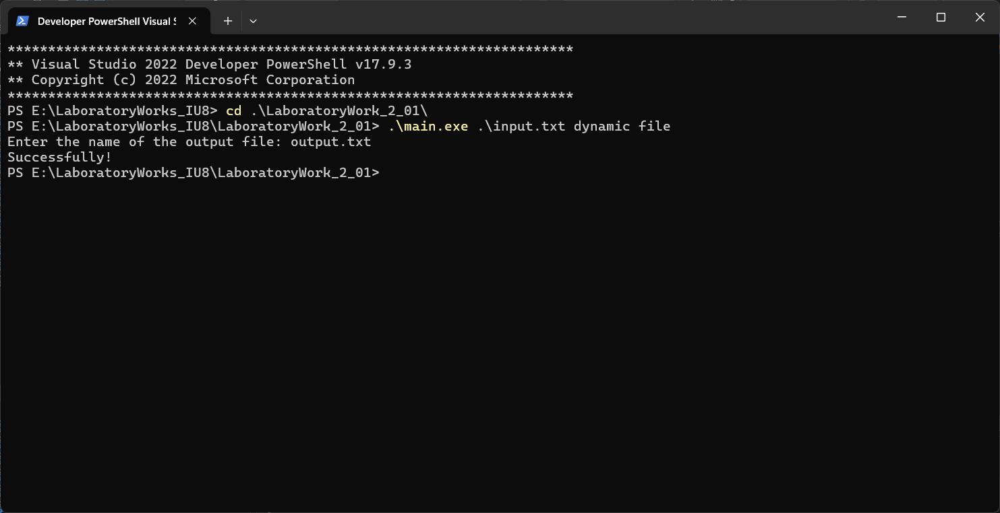 Developer PowerShell Visual S
**********************************************************************
** Visual Studio 2022 Developer PowerShell v17.9.3
** Copyright (c) 2022 Microsoft Corporation
**********************************************************************
PS E:\LaboratoryWorks_IU8> cd .\LaboratoryWork_2_01\
PS E:\LaboratoryWorks_IU8\LaboratoryWork_2_01> .\main.exe .\input.txt dynamic file
Enter the name of the output file: output.txt
Successfully!
PS E:\LaboratoryWorks_IU8\LaboratoryWork_2_01>